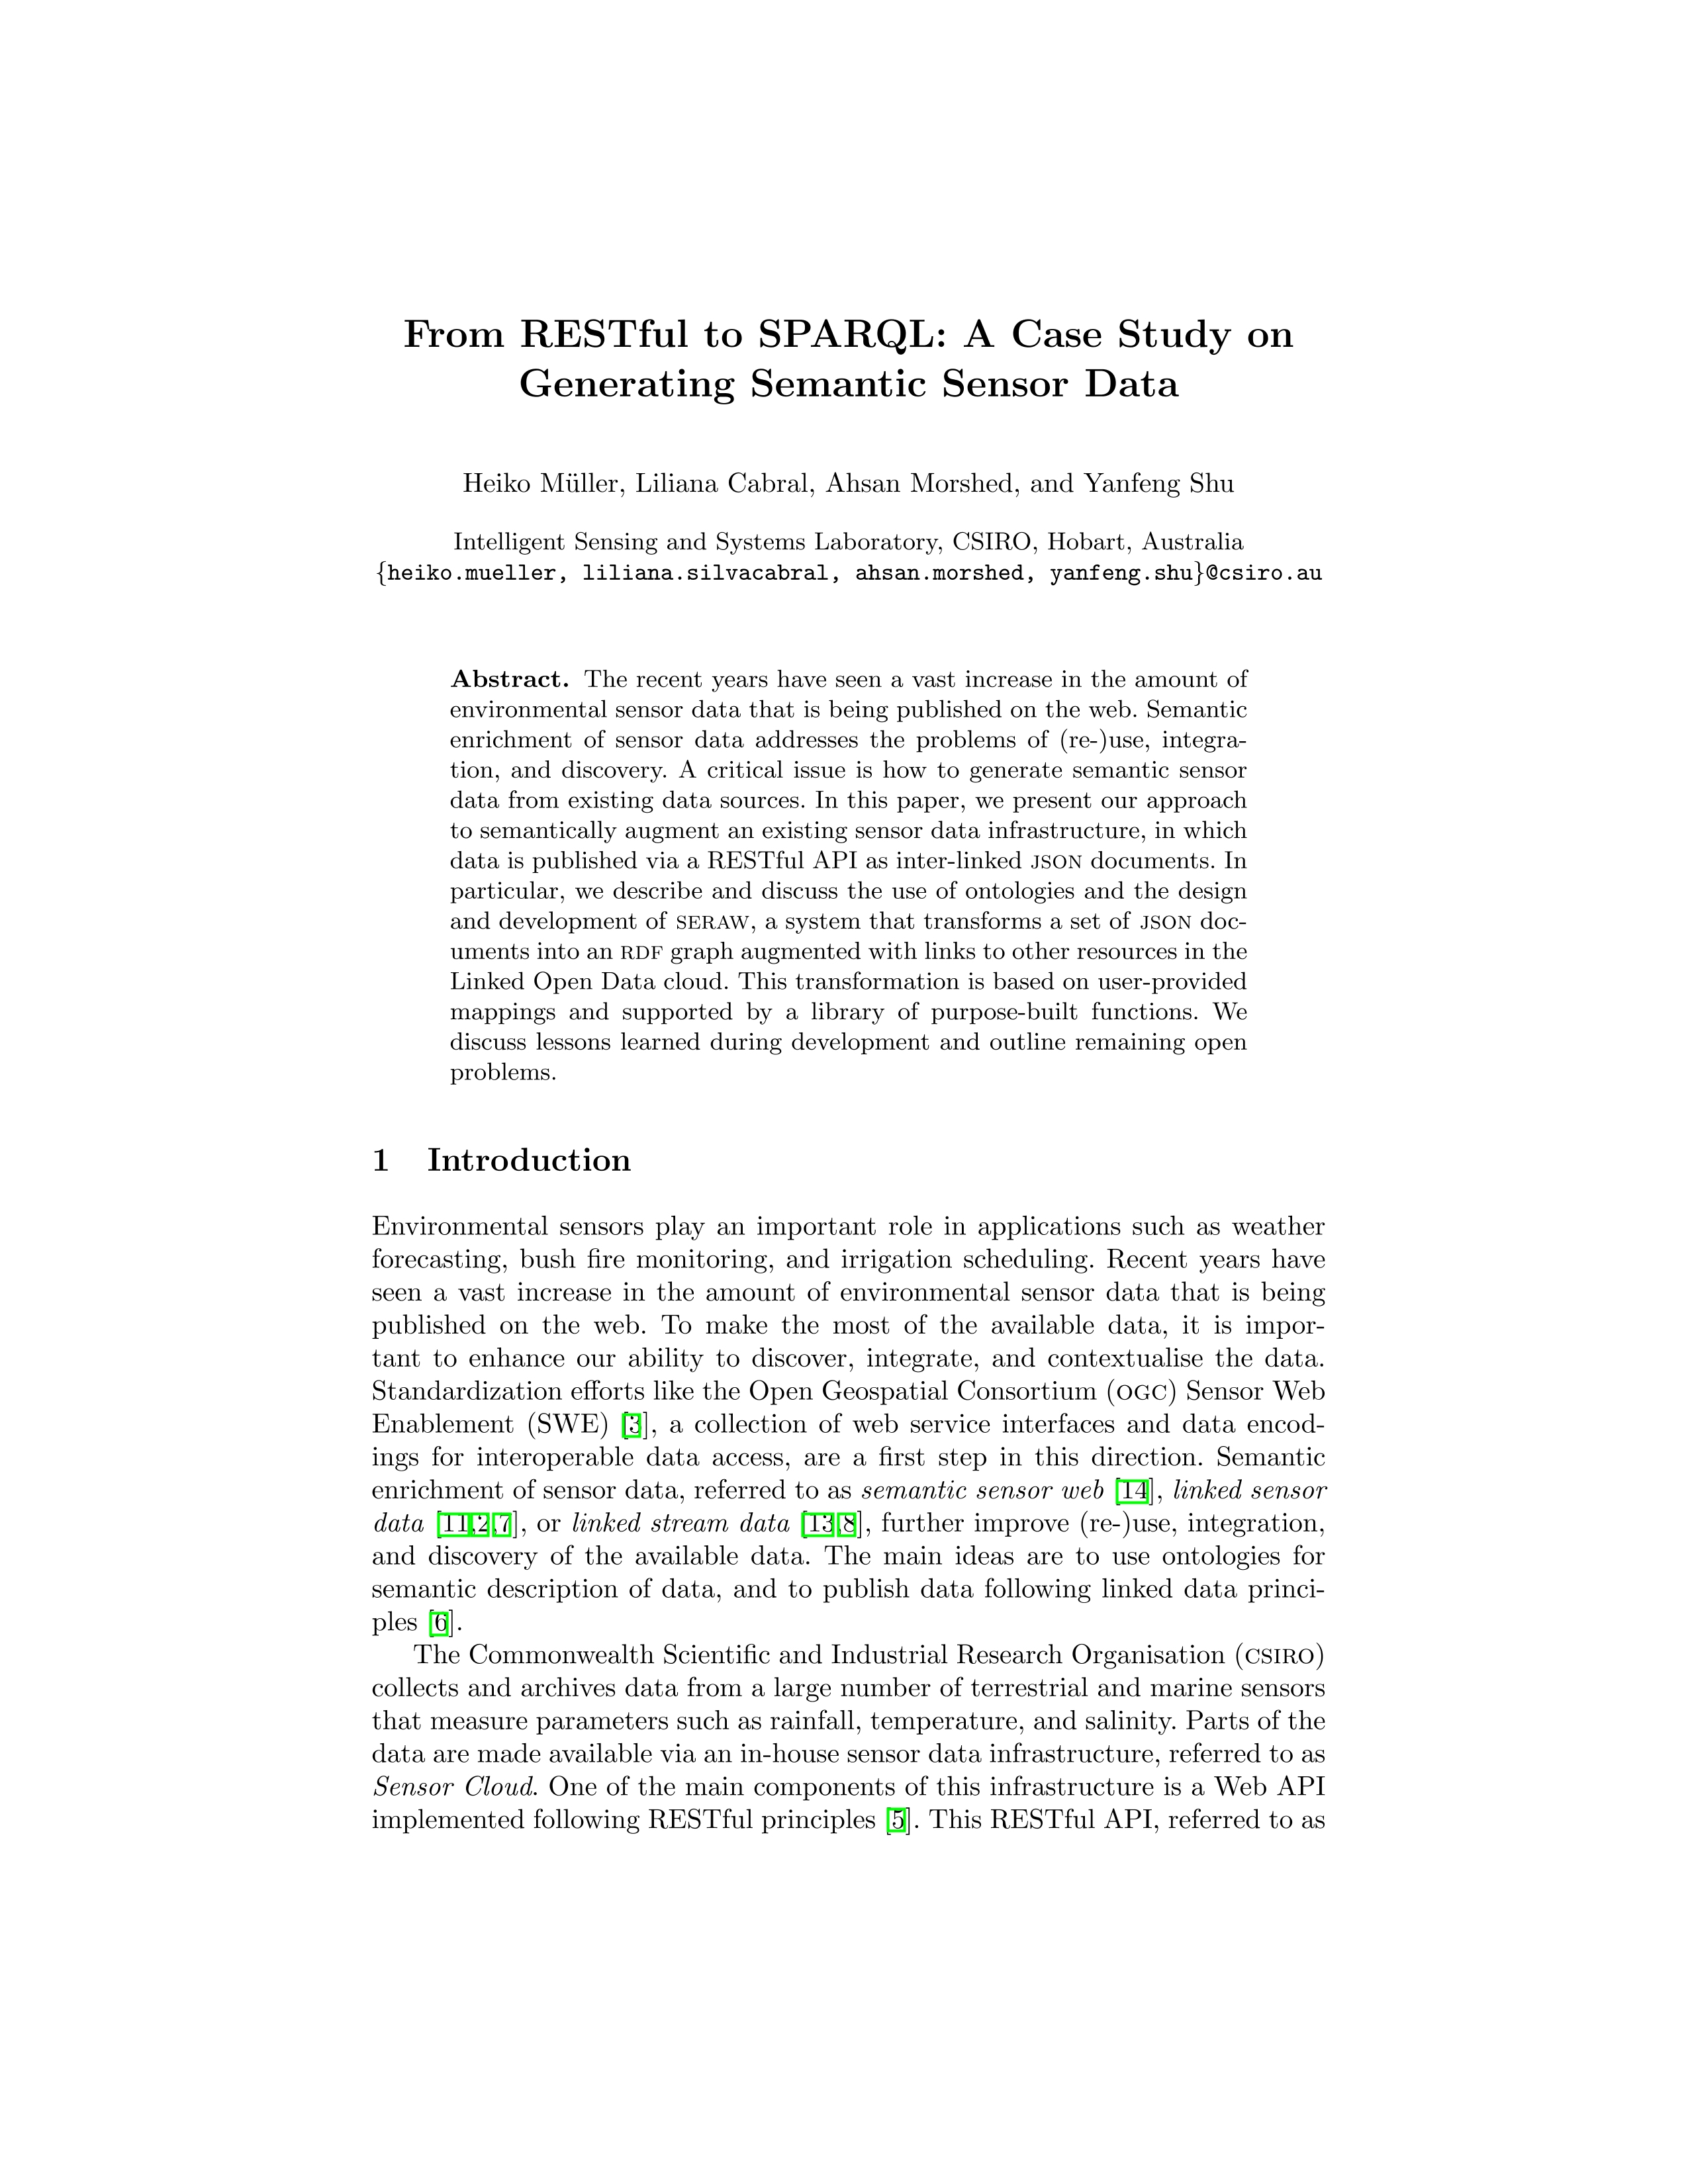 From RESTful to SPARQL: A Case Study on
Generating Semantic Sensor Data
Heiko Müller, Liliana Cabral, Ahsan Morshed, and Yanfeng Shu
Intelligent Sensing and Systems Laboratory, CSIRO, Hobart, Australia
{heiko.mueller, liliana.silvacabral, ahsan.morshed, yanfeng.shu}@csiro.au
Abstract. The recent years have seen a vast increase in the amount of
environmental sensor data that is being published on the web. Semantic
enrichment of sensor data addresses the problems of (re-)use, integra-
tion, and discovery. A critical issue is how to generate semantic sensor
data from existing data sources. In this paper, we present our approach
to semantically augment an existing sensor data infrastructure, in which
data is published via a RESTful API as inter-linked JSON documents. In
particular, we describe and discuss the use of ontologies and the design
and development of SERAW, a system that transforms a set of JSON doc-
uments into an RDF graph augmented with links to other resources in the
Linked Open Data cloud. This transformation is based on user-provided
mappings and supported by a library of purpose-built functions. We
discuss lessons learned during development and outline remaining open
problems.
1 Introduction
Environmental sensors play an important role in applications such as weather
forecasting, bush fire monitoring, and irrigation scheduling. Recent years have
seen a vast increase in the amount of environmental sensor data that is being
published on the web. To make the most of the available data, it is impor-
tant to enhance our ability to discover, integrate, and contextualise the data.
Standardization efforts like the Open Geospatial Consortium (OGC) Sensor Web
Enablement (SWE) [3], a collection of web service interfaces and data encod-
ings for interoperable data access, are a first step in this direction. Semantic
enrichment of sensor data, referred to as semantic sensor web [14], linked sensor
data [11,2,7], or linked stream data [13,8], further improve (re-)use, integration,
and discovery of the available data. The main ideas are to use ontologies for
semantic description of data, and to publish data following linked data princi-
ples [6].
The Commonwealth Scientific and Industrial Research Organisation (CSIRO)
collects and archives data from a large number of terrestrial and marine sensors
that measure parameters such as rainfall, temperature, and salinity. Parts of the
data are made available via an in-house sensor data infrastructure, referred to as
Sensor Cloud. One of the main components of this infrastructure is a Web API
implemented following RESTful principles [5]. This RESTful API, referred to as